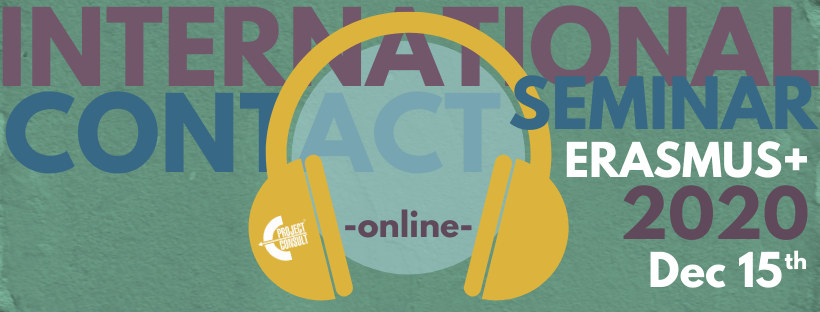 INTERNATIONAL
CONTACT
SEMINAR
ERASMUS+
2020
Dec 15th
-online-
PROJECT
CONSULT